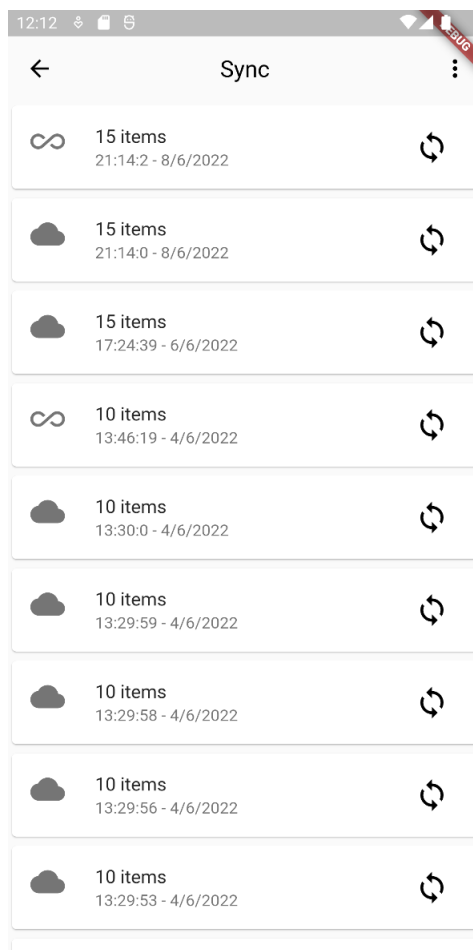 12:12
DEBUG
Sync
15 items
21:14:2 - 8/6/2022
15 items
21:14:0 - 8/6/2022
15 items
17:24:39 - 6/6/2022
10 items
13:46:19 - 4/6/2022
10 items
13:30:0 - 4/6/2022
10 items
13:29:59 - 4/6/2022
10 items
13:29:58 - 4/6/2022
10 items
13:29:56 - 4/6/2022
10 items
13:29:53 - 4/6/2022